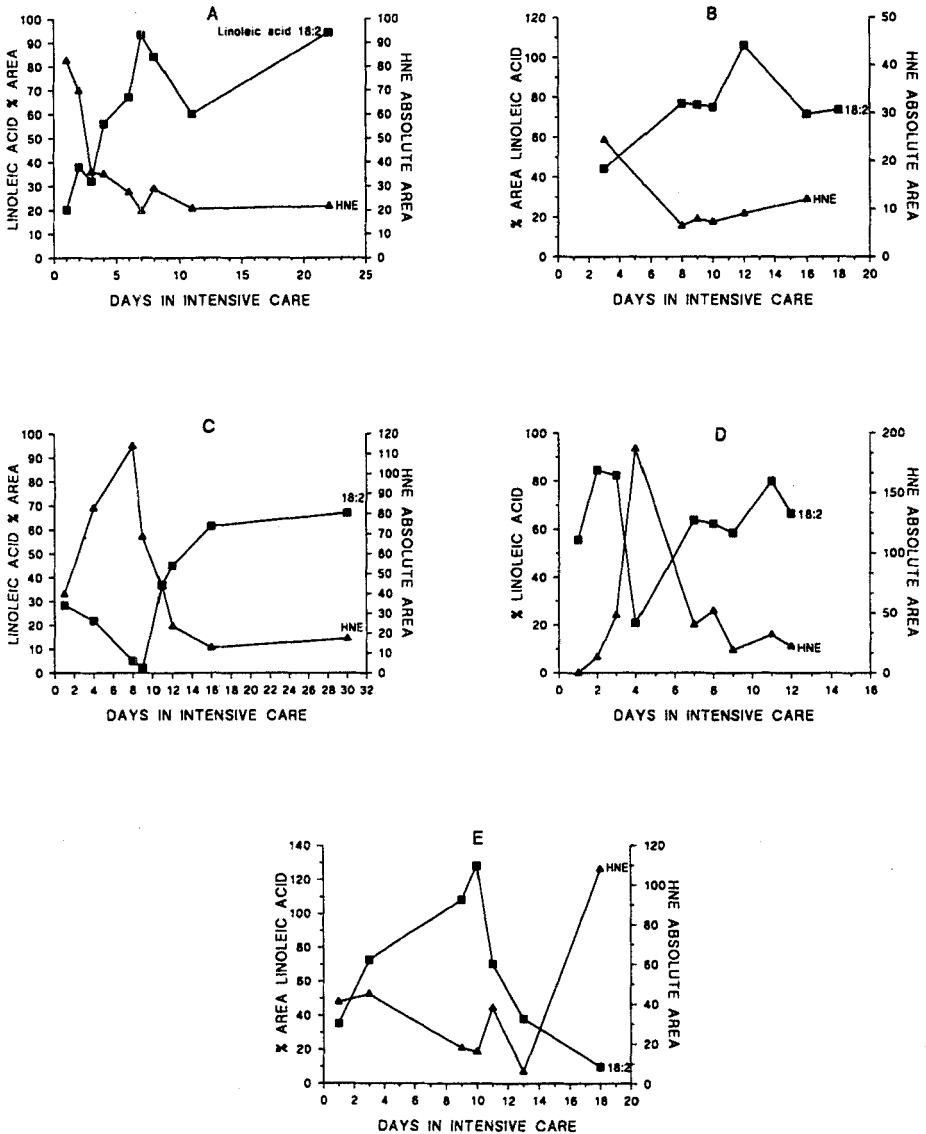 A
LINOLEIC ACID % AREA
100
90
80
70
60
50
40
30
20
10
0
Linoleic acid 18:2
HNE
100
90
80
70
60
50
40
30
20
10
0
HNE ABSOLUTE AREA
0 5 10 15 20 25
DAYS IN INTENSIVE CARE
B
% AREA LINOLEIC ACID
120
100
80
60
40
20
0
18:2
HNE
50
40
30
20
10
0
HNE ABSOLUTE AREA
0 2 4 6 8 10 12 14 16 18 20
DAYS IN INTENSIVE CARE
C
LINOLEIC ACID % AREA
100
90
80
70
60
50
40
30
20
10
0
18:2
HNE
120
110
100
90
80
70
60
50
40
30
20
10
0
HNE ABSOLUTE AREA
0 2 4 6 8 10 12 14 16 18 20 22 24 26 28 30 32
DAYS IN INTENSIVE CARE
D
% LINOLEIC ACID
100
80
60
40
20
0
18:2
HNE
200
150
100
50
0
HNE ABSOLUTE AREA
0 2 4 6 8 10 12 14 16
DAYS IN INTENSIVE CARE
E
% AREA LINOLEIC ACID
140
120
100
80
60
40
20
0
HNE
18:2
120
100
80
60
40
20
0
HNE ABSOLUTE AREA
0 2 4 6 8 10 12 14 16 18 20
DAYS IN INTENSIVE CARE